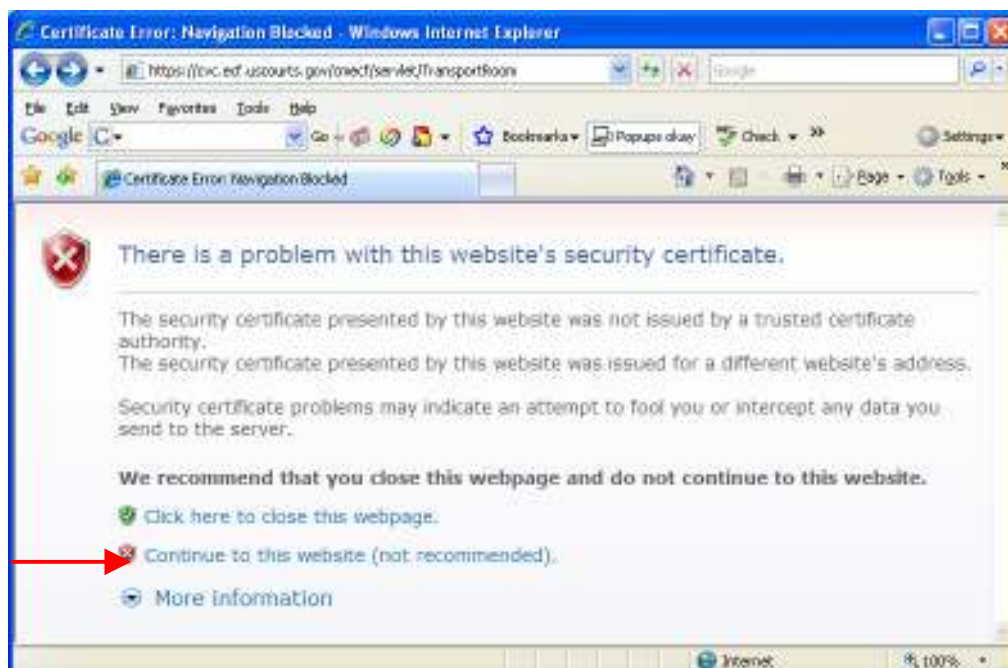 Certificate Error: Navigation Blocked - Windows Internet Explorer
Google
File Edit View Favorites Tools Help
Google Go Bookmarks Popups okay Check Settings
Certificate Error: Navigation Blocked Page Tools
There is a problem with this website's security certificate.
The security certificate presented by this website was not issued by a trusted certificate
authority.
The security certificate presented by this website was issued for a different website's address.
Security certificate problems may indicate an attempt to fool you or intercept any data you
send to the server.
We recommend that you close this webpage and do not continue to this website.
Click here to close this webpage.
Continue to this website (not recommended).
More information
Internet 100%